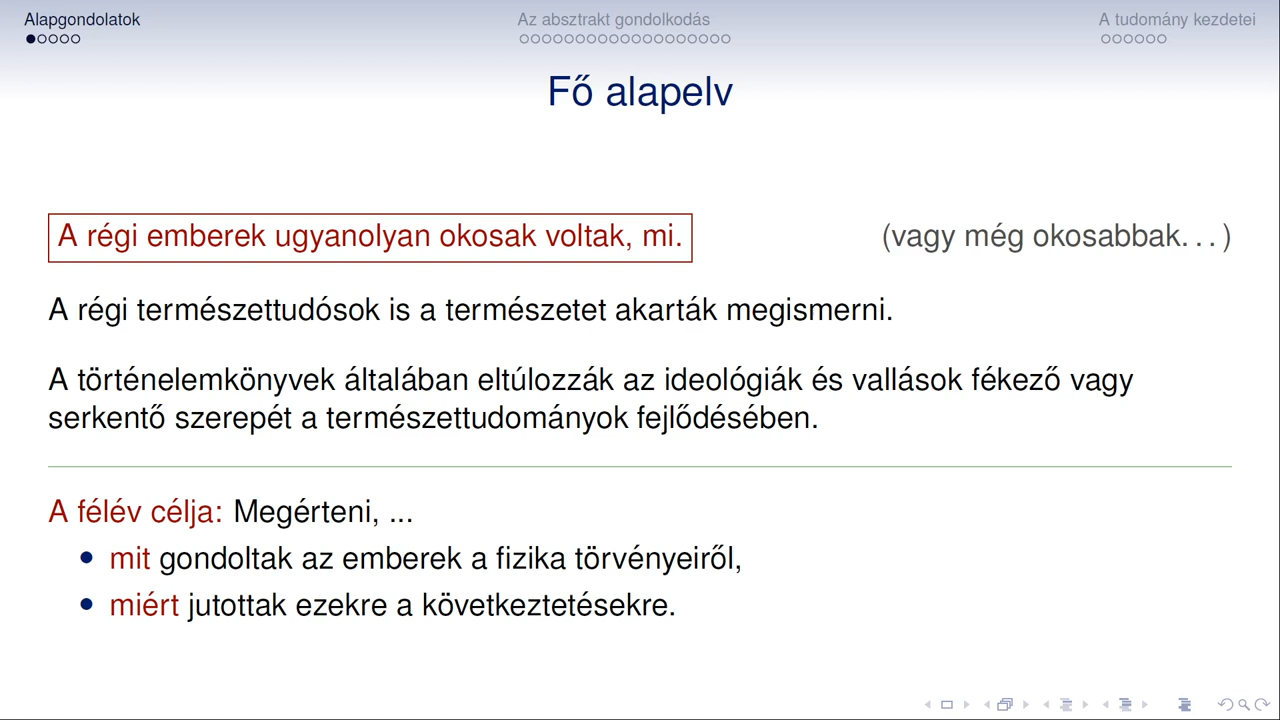 Alapgondolatok
Az absztrakt gondolkodás
A tudomány kezdetei
Fő alapelv
A régi emberek ugyanolyan okosak voltak, mi.
(vagy még okosabbak. . . )
A régi természettudósok is a természetet akarták megismerni.
A történelemkönyvek általában eltúlozzák az ideológiák és vallások fékező vagy
serkentő szerepét a természettudományok fejlődésében.
A félév célja: Megérteni, ...
• mit gondoltak az emberek a fizika törvényeiről,
• miért jutottak ezekre a következtetésekre.